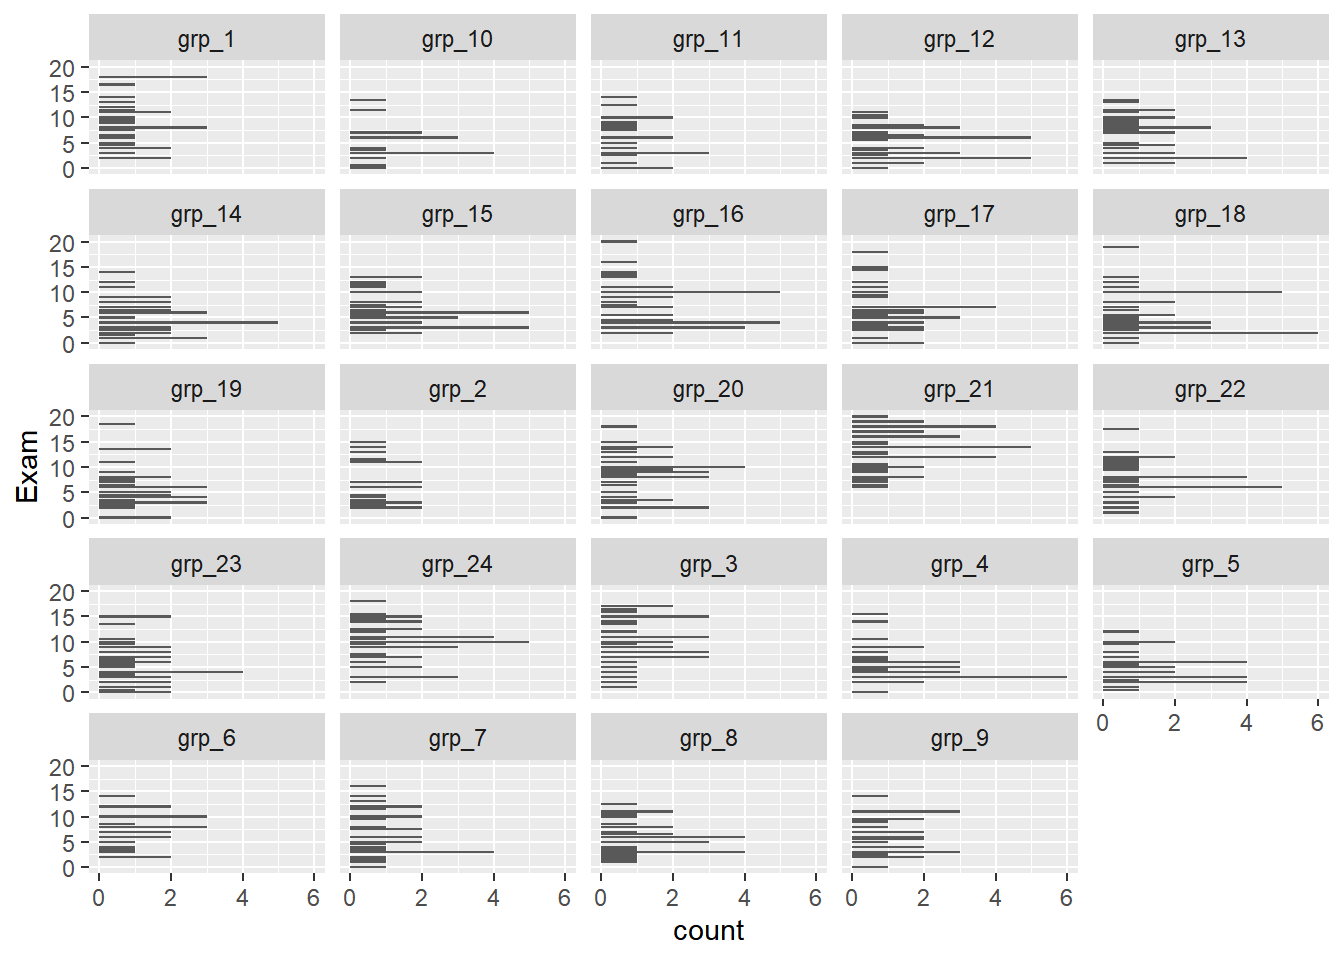 grp_1 grp_10 grp_11 grp_12 grp_13
20
15
10
5
0
grp_14 grp_15 grp_16 grp_17 grp_18
20
15
10
5
0
grp_19 grp_2 grp_20 grp_21 grp_22
20
15
10
5
0
Exam
grp_23 grp_24 grp_3 grp_4 grp_5
20
15
10
5
0
0 2 4 6
grp_6 grp_7 grp_8 grp_9
20
15
10
5
0
0 2 4 6 0 2 4 6 0 2 4 6 0 2 4 6
count